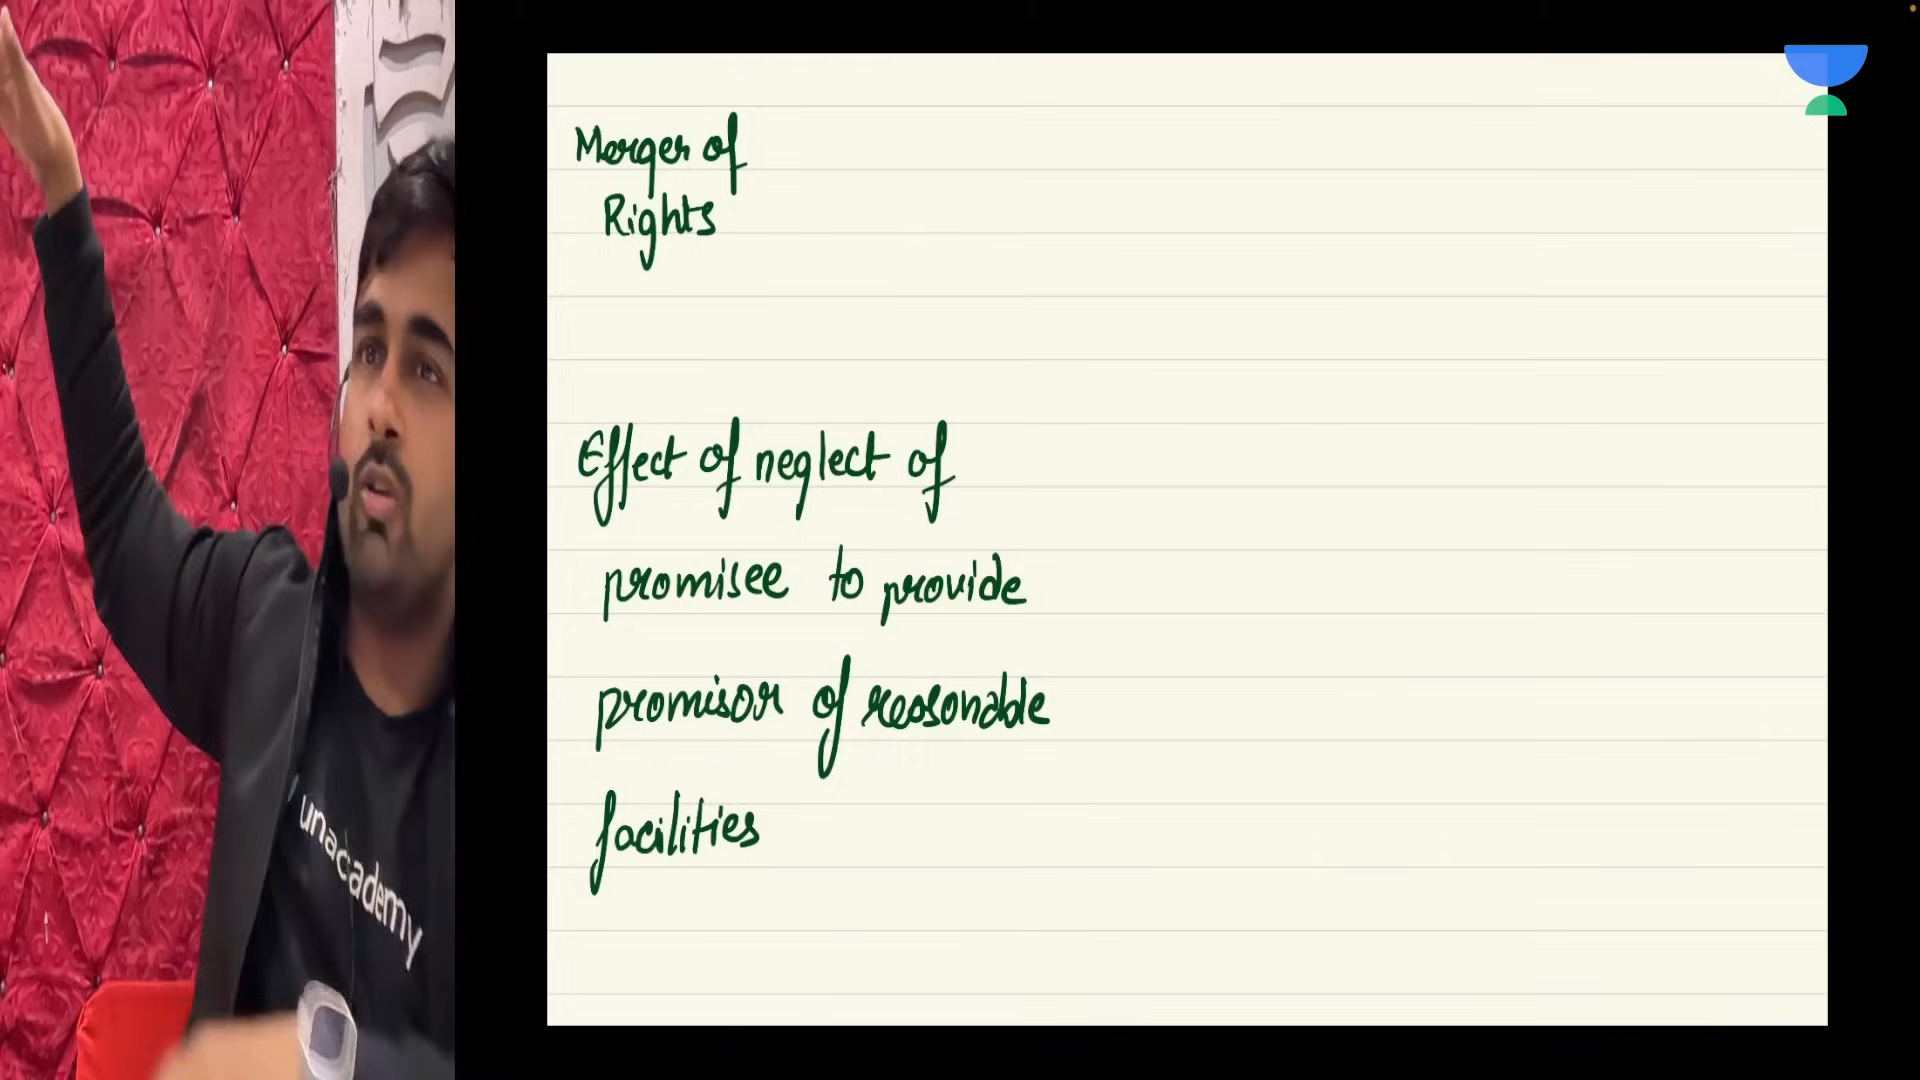 Merger of
Rights
Effect of neglect of
promisee to provide
promisor of reasonable
facilities
unacademy